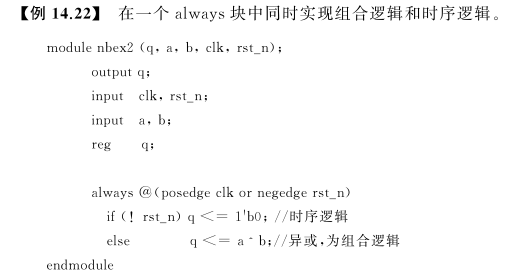 【例 14.22】 在一个 always 块中同时实现组合逻辑和时序逻辑。
module nbex2 (q, a, b, clk, rst_n);
output q;
input clk, rst_n;
input a, b;
reg q;
always @(posedge clk or negedge rst_n)
if (! rst_n) q <= 1'b0; //时序逻辑
else q <= a ^ b;//异或,为组合逻辑
endmodule